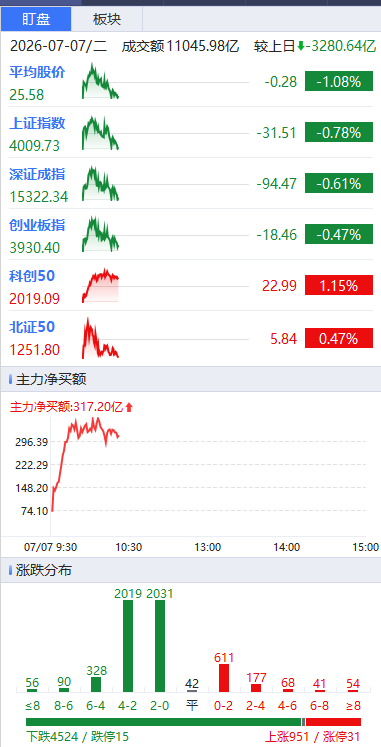 盯盘 板块
2026-07-07/二 成交额11045.98亿 较上日-3280.64亿
平均股价
25.58 -0.28 -1.08%
上证指数
4009.73 -31.51 -0.78%
深证成指
15322.34 -94.47 -0.61%
创业板指
3930.40 -18.46 -0.47%
科创50
2019.09 22.99 1.15%
北证50
1251.80 5.84 0.47%
主力净买额
主力净买额:317.20亿
296.39
222.29
148.20
74.10
07/07 9:30 10:30 13:00 14:00 15:00
涨跌分布
56 90 328 2019 2031 42 611 177 68 41 54
≤8 8-6 6-4 4-2 2-0 平 0-2 2-4 4-6 6-8 ≥8
下跌4524 / 跌停15 上涨951 / 涨停31